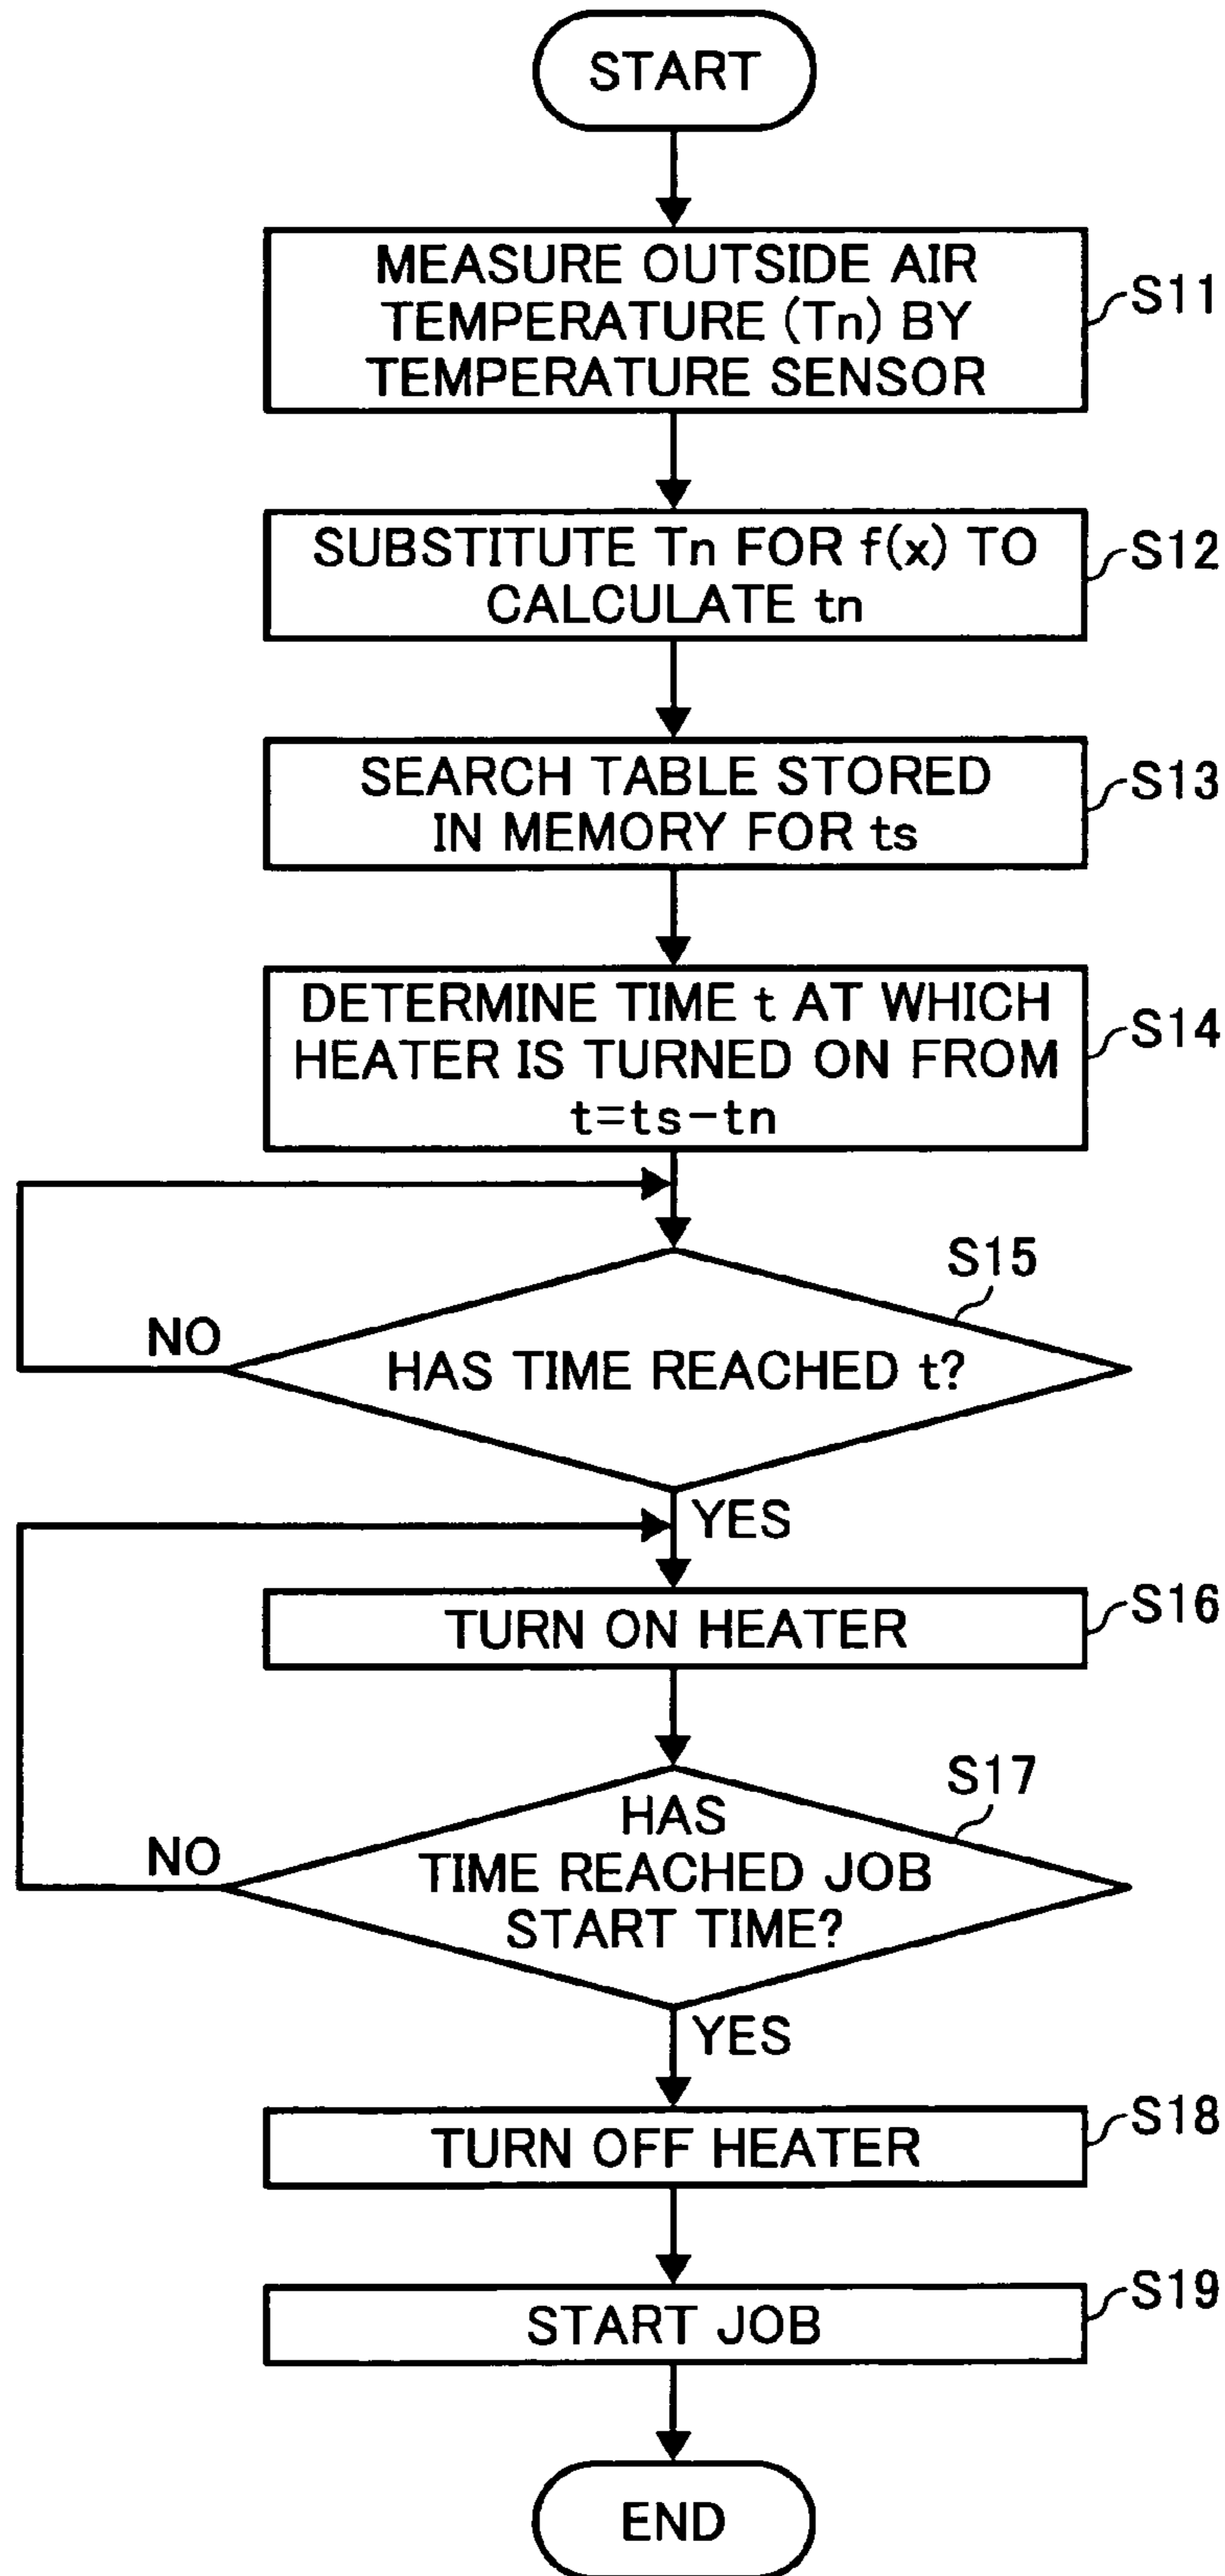 START
MEASURE OUTSIDE AIR
TEMPERATURE (Tn) BY
TEMPERATURE SENSOR
S11
SUBSTITUTE Tn FOR f(x) TO
CALCULATE tn
S12
SEARCH TABLE STORED
IN MEMORY FOR ts
S13
DETERMINE TIME t AT WHICH
HEATER IS TURNED ON FROM
t=ts-tn
S14
S15
NO
HAS TIME REACHED t?
YES
TURN ON HEATER
S16
S17
NO
HAS
TIME REACHED JOB
START TIME?
YES
TURN OFF HEATER
S18
START JOB
S19
END